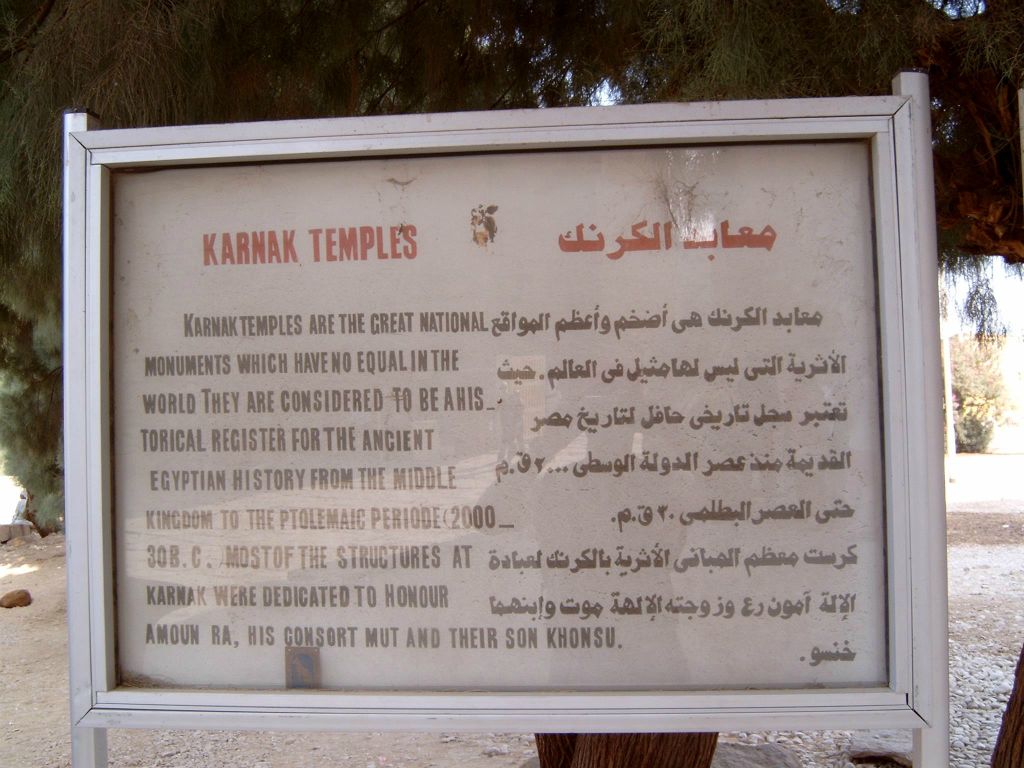 KARNAK TEMPLES
KARNAK TEMPLES ARE THE GREAT NATIONAL
MONUMENTS WHICH HAVE NO EQUAL IN THE
WORLD THEY ARE CONSIDERED TO BE A HIS_
TORICAL REGISTER FOR THE ANCIENT
EGYPTIAN HISTORY FROM THE MIDDLE
KINGDOM TO THE PTOLEMAIC PERIODE (2000_
30 B.C. ) MOST OF THE STRUCTURES AT
KARNAK WERE DEDICATED TO HONOUR
AMOUN RA, HIS CONSORT MUT AND THEIR SON KHONSU.
معابد الكرنك
معابد الكرنك هى أضخم وأعظم المواقع
الأثرية التى ليس لها مثيل فى العالم . حيث
تعتبر سجل تاريخى حافل لتاريخ مصر
القديمة منذ عصر الدولة الوسطى ٢٠٠٠ ق.م
حتى العصر البطلمى ٣٠ ق.م.
كرست معظم المبانى الأثرية بالكرنك لعبادة
الإلة آمون رع وزوجته الإلهة موت وإبنهما
خنسو .